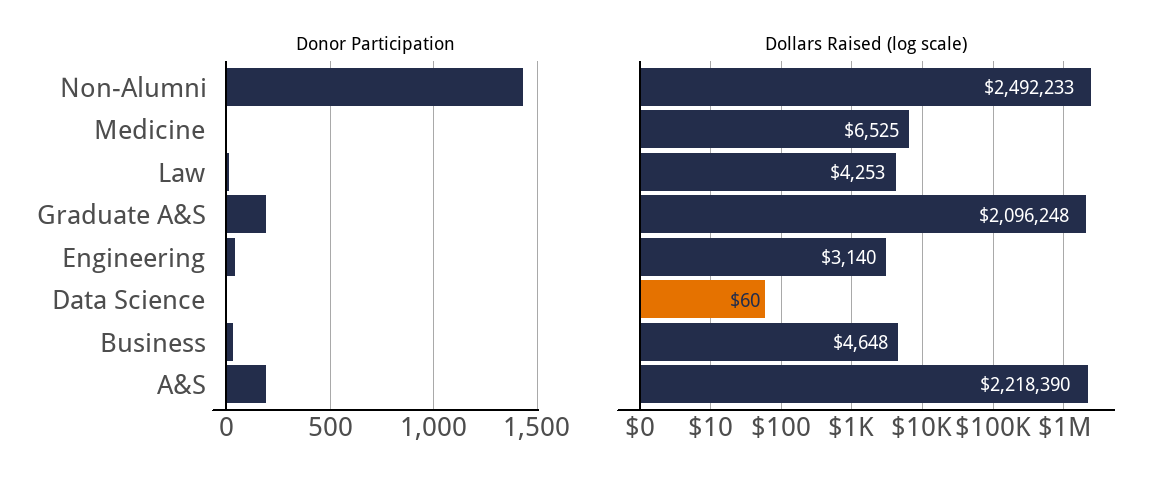 Donor Participation
Dollars Raised (log scale)
Non-Alumni
$2,492,233
Medicine
$6,525
Law
$4,253
Graduate A&S
$2,096,248
Engineering
$3,140
Data Science
$60
Business
$4,648
A&S
$2,218,390
0 500 1,000 1,500
$0 $10 $100 $1K $10K $100K $1M